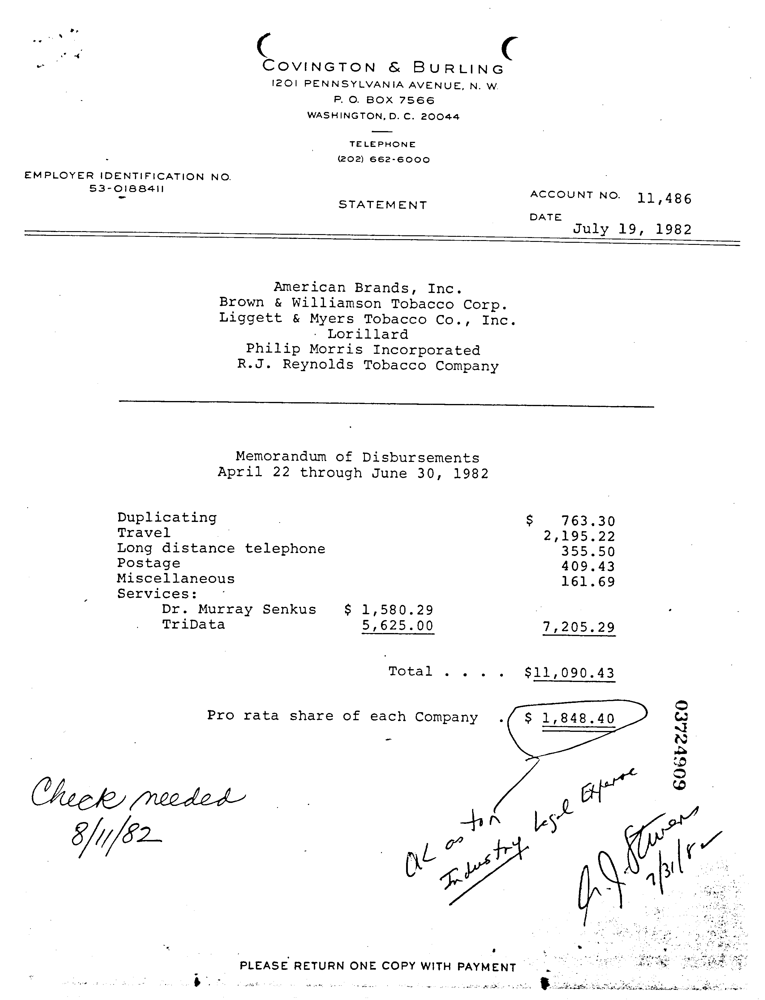 COVINGTON & BURLING
1201 PENNSYLVANIA AVENUE, N. W.
P. O. BOX 7566
WASHINGTON, D. C. 20044
TELEPHONE
(202) 662-6000
EMPLOYER IDENTIFICATION NO.
53-0188411
STATEMENT
ACCOUNT NO. 11,486
DATE
July 19, 1982
American Brands, Inc.
Brown & Williamson Tobacco Corp.
Liggett & Myers Tobacco Co., Inc.
Lorillard
Philip Morris Incorporated
R.J. Reynolds Tobacco Company
Memorandum of Disbursements
April 22 through June 30, 1982
Duplicating $ 763.30
Travel 2,195.22
Long distance telephone 355.50
Postage 409.43
Miscellaneous 161.69
Services:
Dr. Murray Senkus $ 1,580.29
TriData 5,625.00 7,205.29
Total . . . . $11,090.43
Pro rata share of each Company . $ 1,848.40
03724909
Check needed
8/11/82
Industry Legal Expense
Stevens
7/31/82
PLEASE RETURN ONE COPY WITH PAYMENT